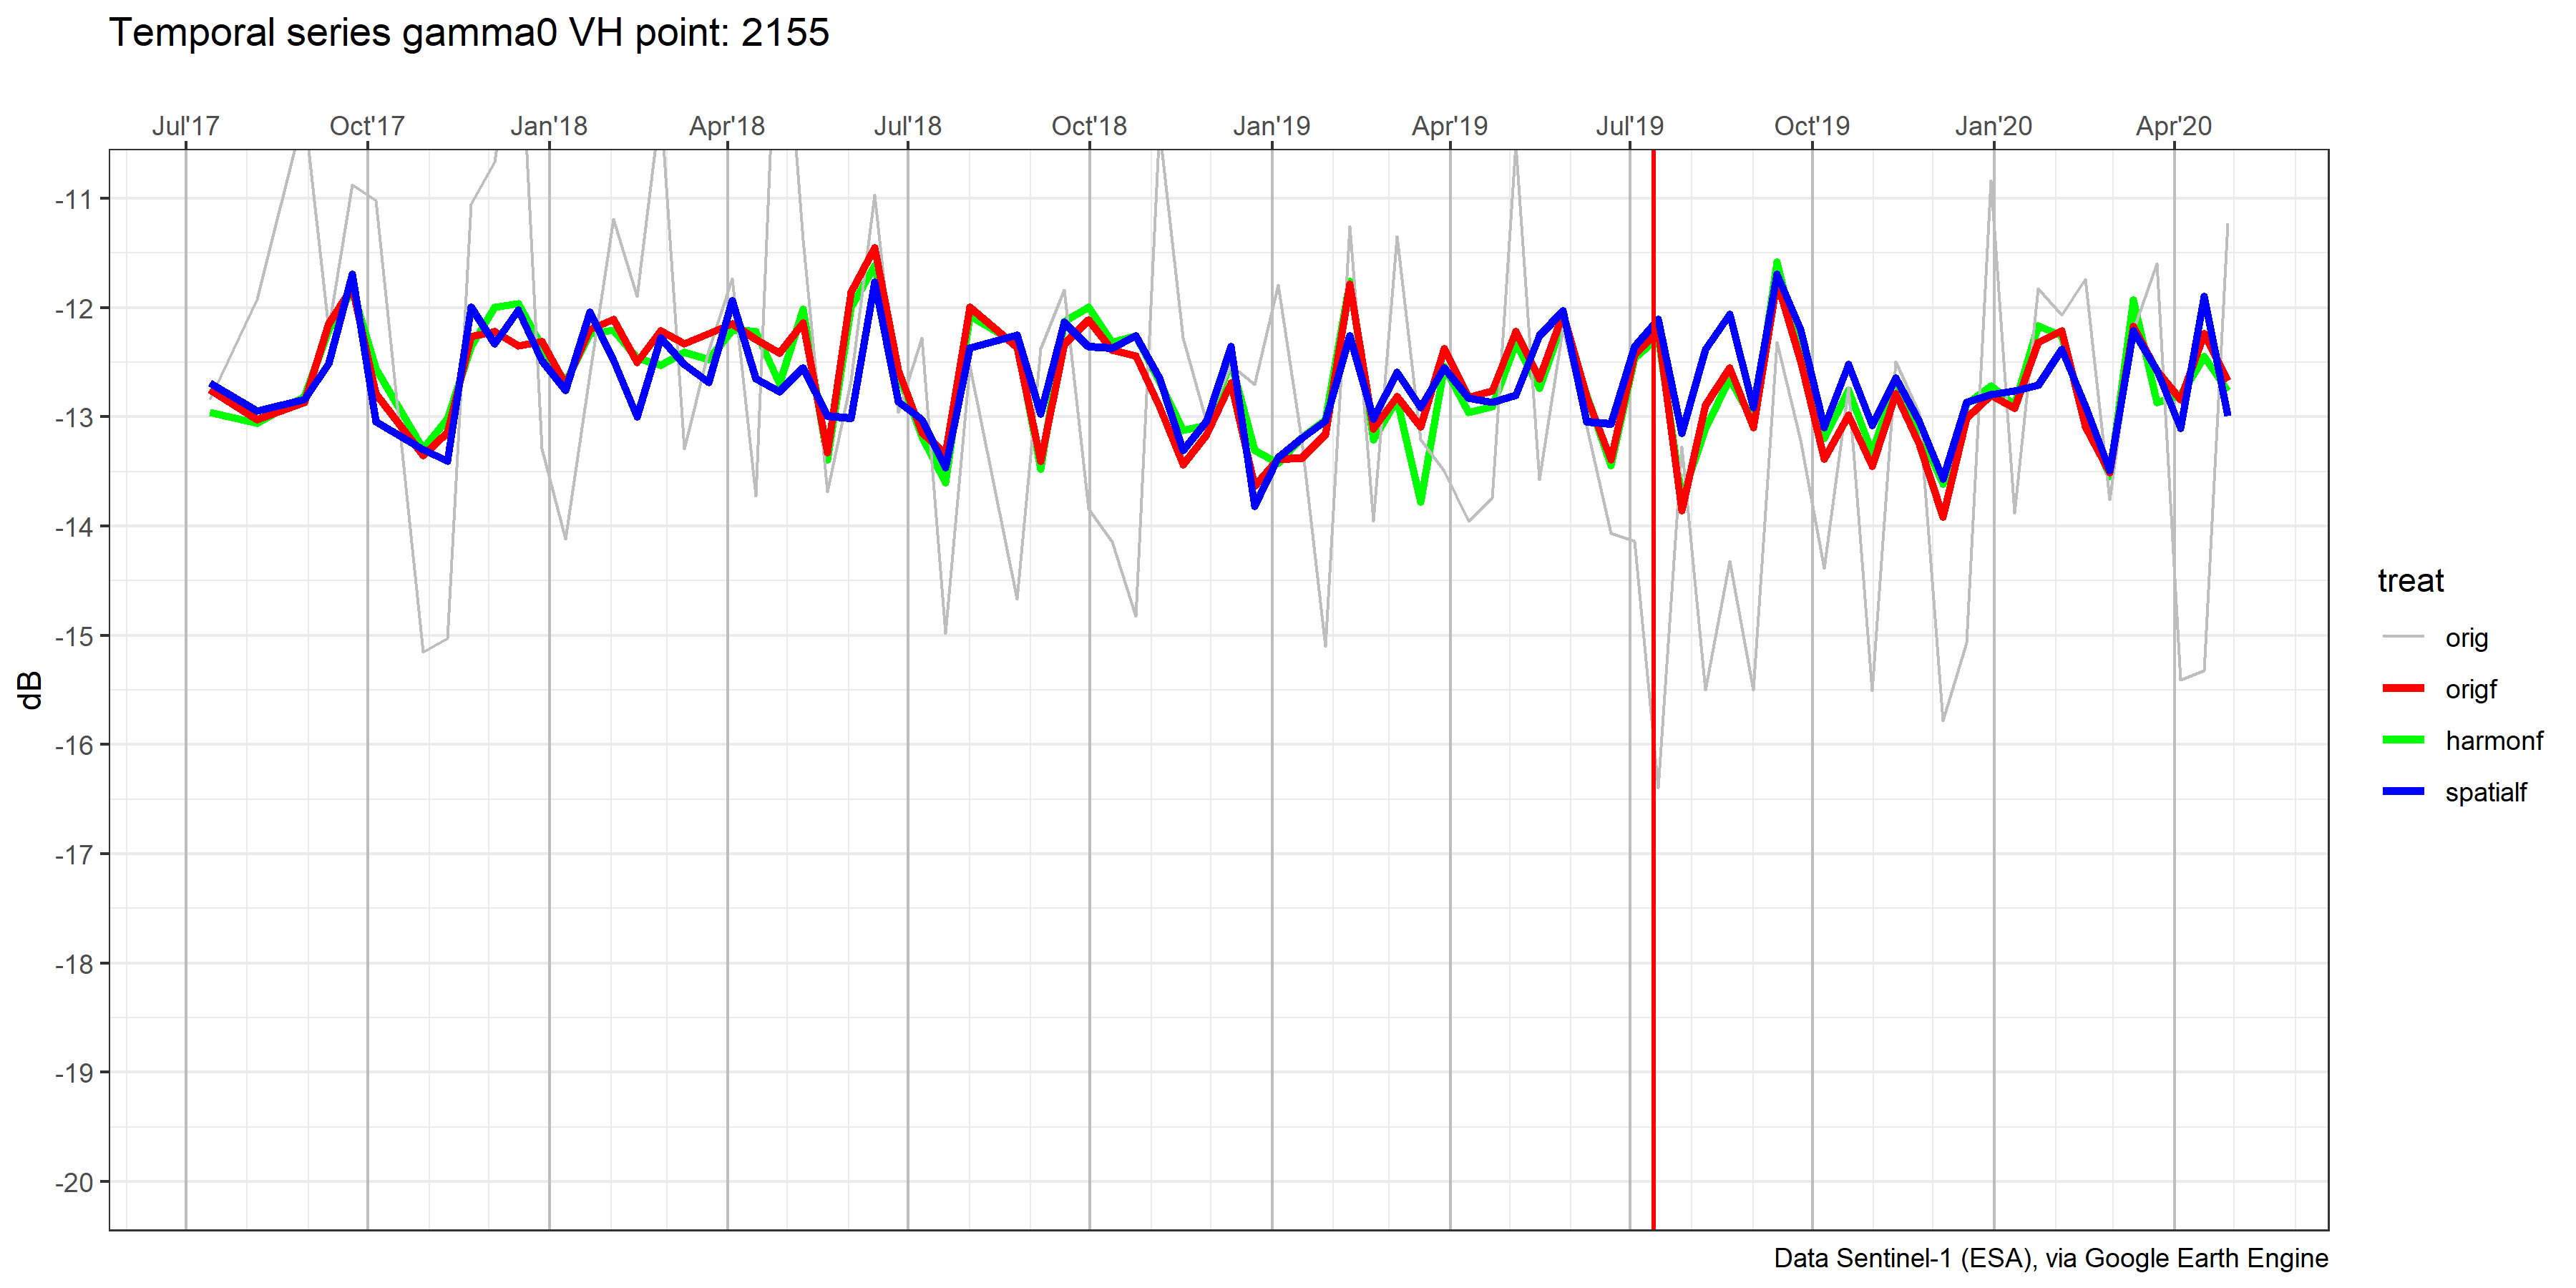 Temporal series gamma0 VH point: 2155
Jul'17 Oct'17 Jan'18 Apr'18 Jul'18 Oct'18 Jan'19 Apr'19 Jul'19 Oct'19 Jan'20 Apr'20
-11
-12
-13
-14
-15
-16
-17
-18
-19
-20
dB
treat
orig
origf
harmonf
spatialf
Data Sentinel-1 (ESA), via Google Earth Engine